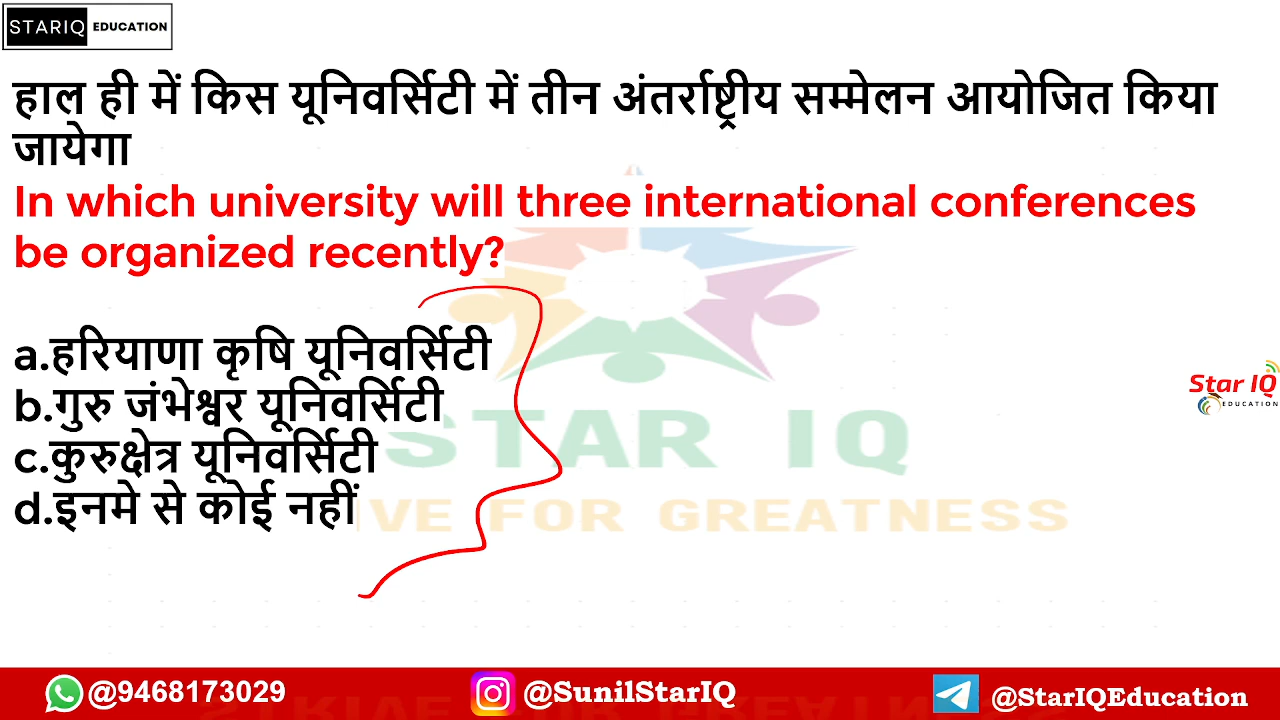 STARIQ EDUCATION
हाल ही में किस यूनिवर्सिटी में तीन अंतर्राष्ट्रीय सम्मेलन आयोजित किया
जायेगा
In which university will three international conferences
be organized recently?
a.हरियाणा कृषि यूनिवर्सिटी
b.गुरु जंभेश्वर यूनिवर्सिटी
c.कुरुक्षेत्र यूनिवर्सिटी
d.इनमे से कोई नहीं
Star IQ
EDUCATION
STAR IQ
IVE FOR GREATNESS
@9468173029 @SunilStarIQ @StarIQEducation